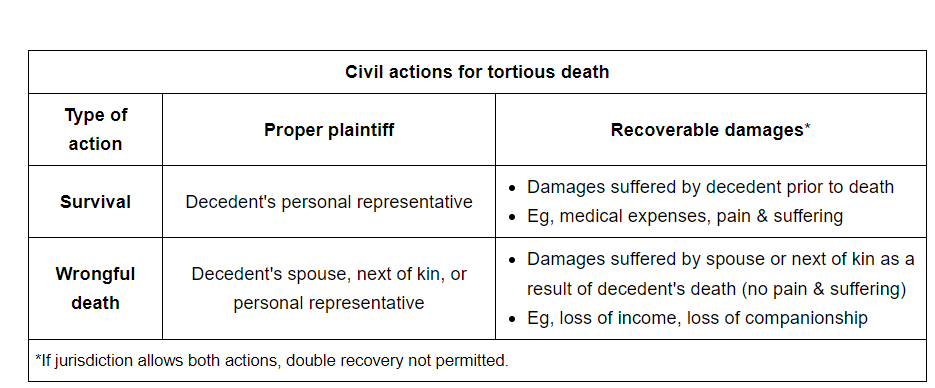 Civil actions for tortious death
Type of
action
Proper plaintiff
Recoverable damages*
Survival
Decedent's personal representative
• Damages suffered by decedent prior to death
• Eg, medical expenses, pain & suffering
Wrongful
death
Decedent's spouse, next of kin, or
personal representative
• Damages suffered by spouse or next of kin as a
result of decedent's death (no pain & suffering)
• Eg, loss of income, loss of companionship
*If jurisdiction allows both actions, double recovery not permitted.